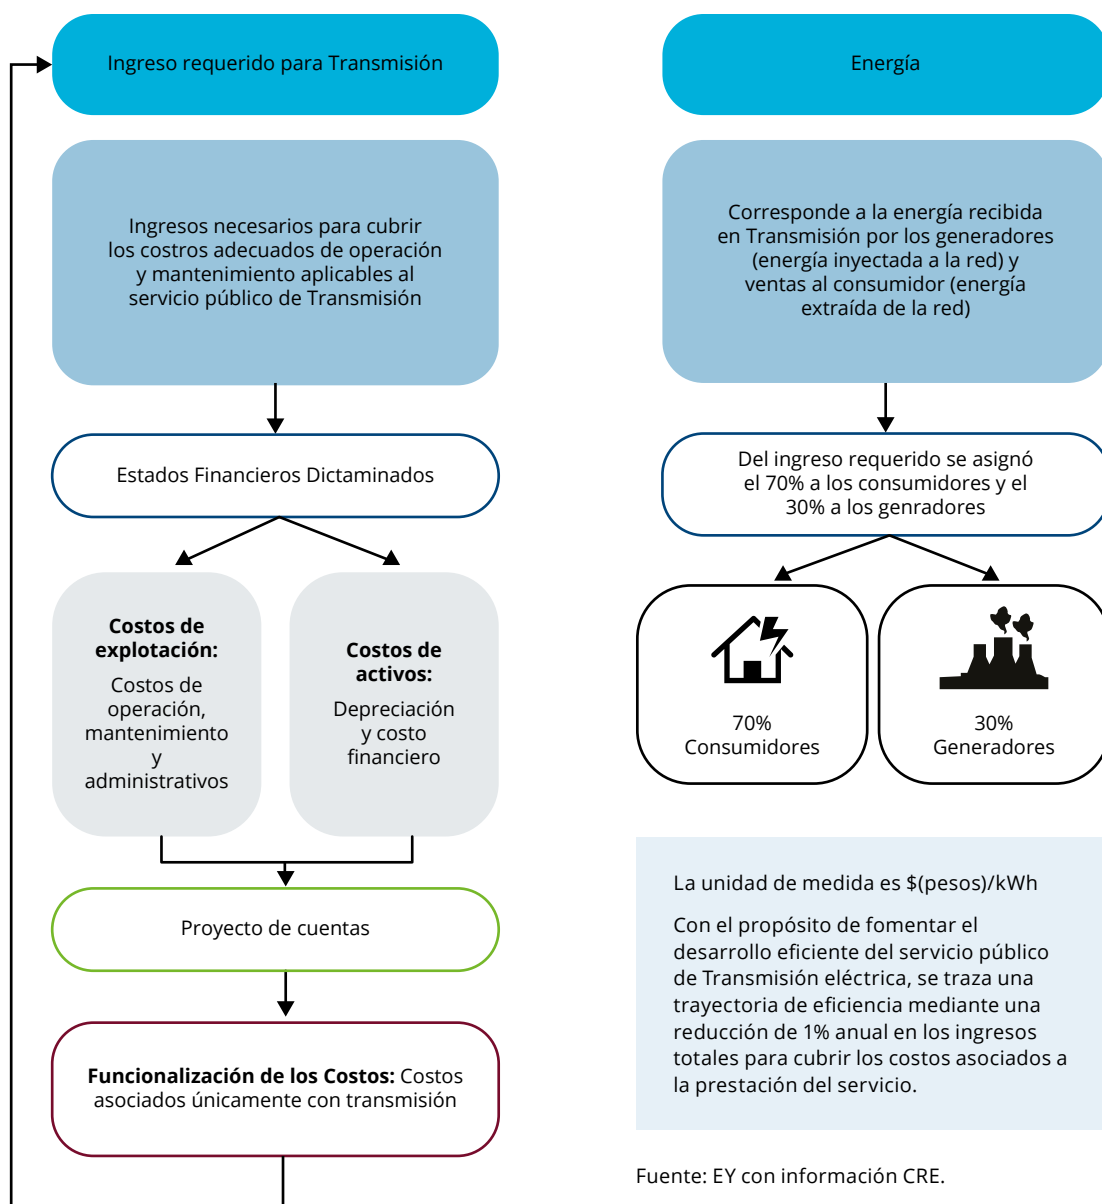 Ingreso requerido para Transmisión
Ingresos necesarios para cubrir
los costros adecuados de operación
y mantenimiento aplicables al
servicio público de Transmisión
Estados Financieros Dictaminados
Costos de
explotación:
Costos de
operación,
mantenimiento
y
administrativos
Costos de
activos:
Depreciación
y costo
financiero
Proyecto de cuentas
Funcionalización de los Costos: Costos
asociados únicamente con transmisión
Energía
Corresponde a la energía recibida
en Transmisión por los generadores
(energía inyectada a la red) y
ventas al consumidor (energía
extraída de la red)
Del ingreso requerido se asignó
el 70% a los consumidores y el
30% a los genradores
70%
Consumidores
30%
Generadores
La unidad de medida es $(pesos)/kWh
Con el propósito de fomentar el
desarrollo eficiente del servicio público
de Transmisión eléctrica, se traza una
trayectoria de eficiencia mediante una
reducción de 1% anual en los ingresos
totales para cubrir los costos asociados a
la prestación del servicio.
Fuente: EY con información CRE.